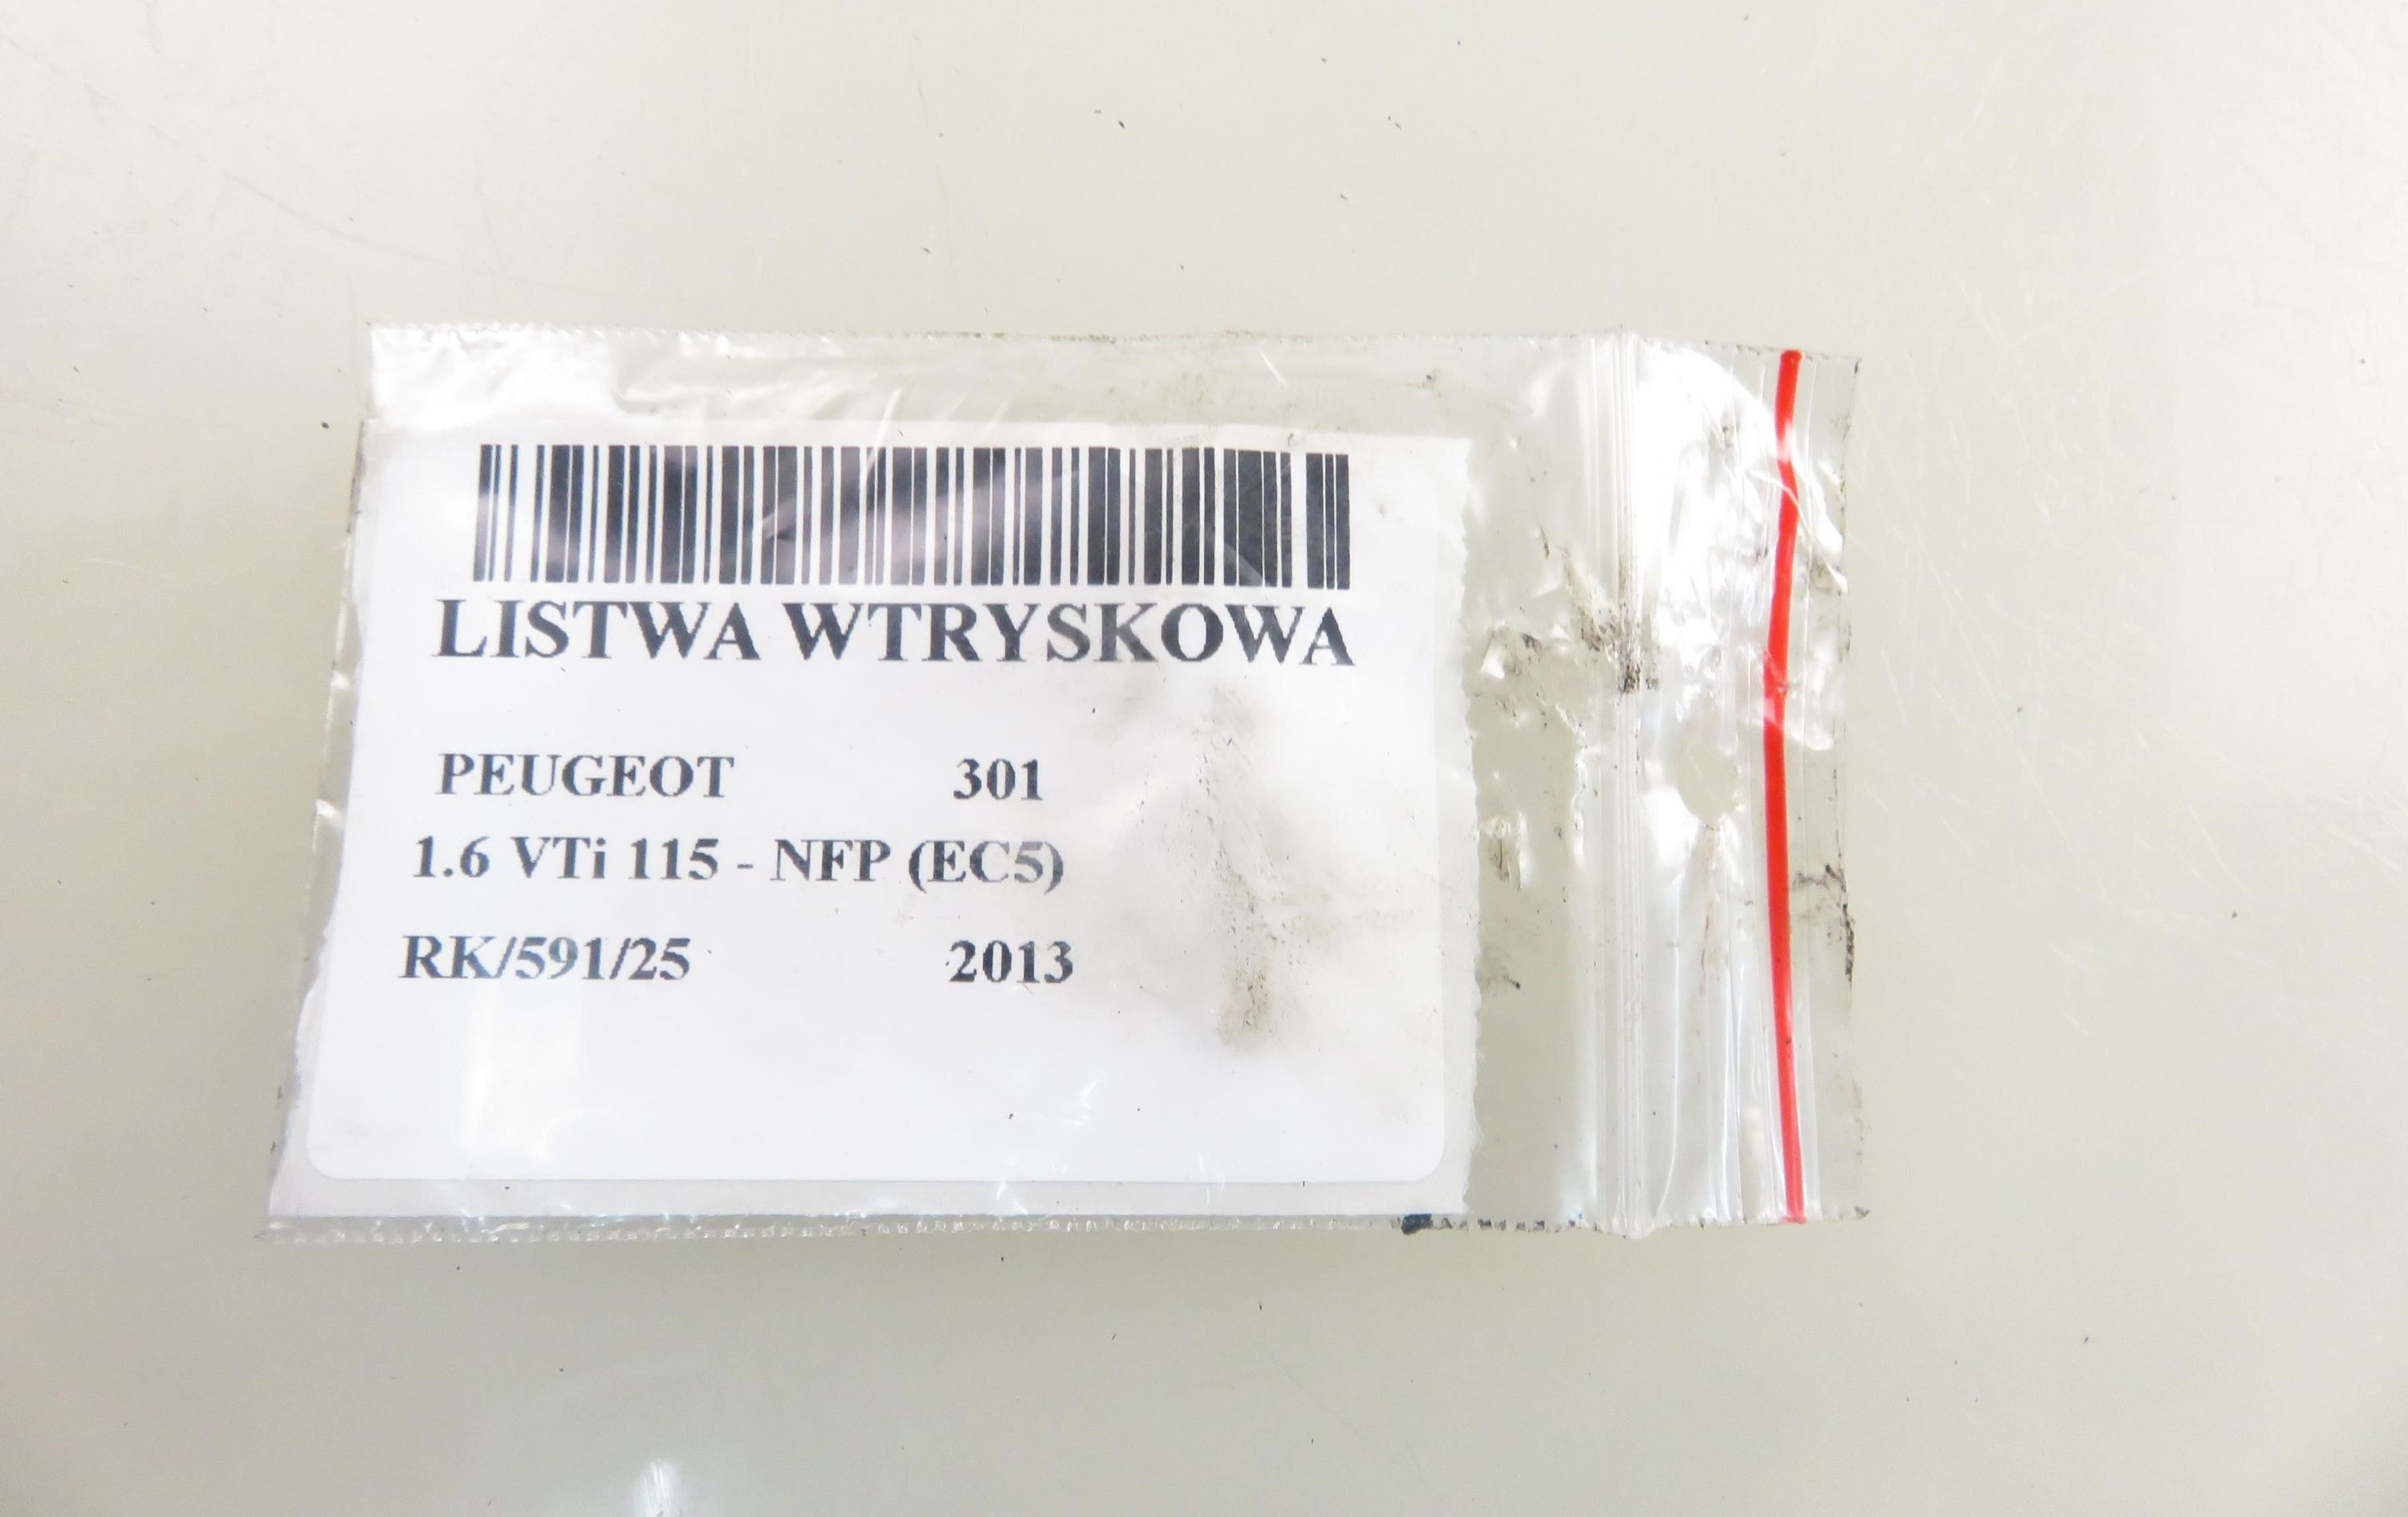 LISTWA WTRYSKOWA
PEUGEOT 301
1.6 VTi 115 - NFP (EC5)
RK/591/25 2013